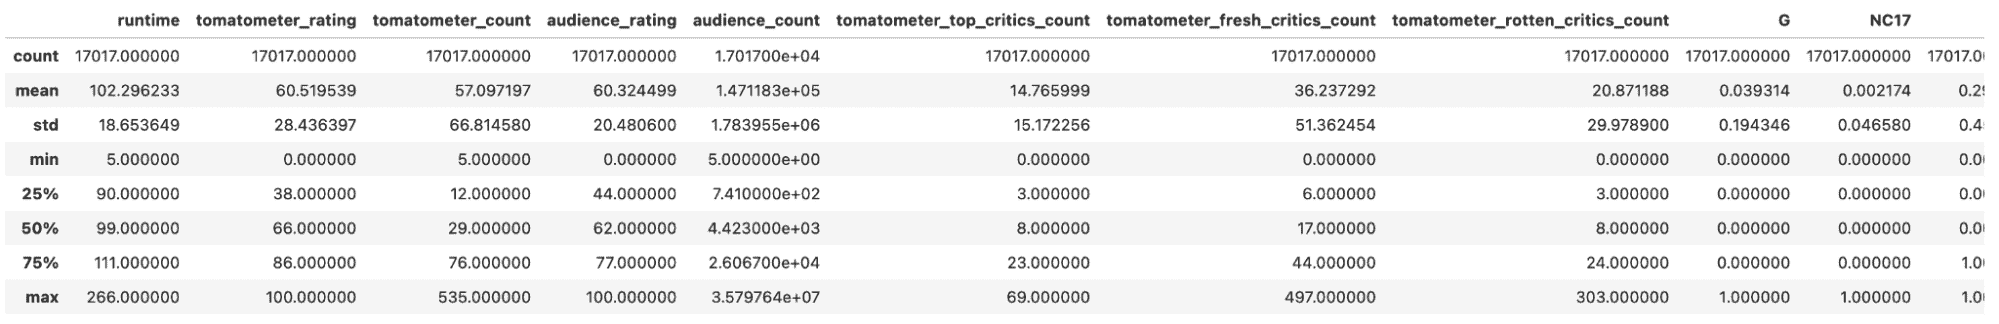 runtime tomatometer_rating tomatometer_count audience_rating audience_count tomatometer_top_critics_count tomatometer_fresh_critics_count tomatometer_rotten_critics_count G NC17
count 17017.000000 17017.000000 17017.000000 17017.000000 1.701700e+04 17017.000000 17017.000000 17017.000000 17017.000000 17017.000000 17017.0
mean 102.296233 60.519539 57.097197 60.324499 1.471183e+05 14.765999 36.237292 20.871188 0.039314 0.002174 0.29
std 18.653649 28.436397 66.814580 20.480600 1.783955e+06 15.172256 51.362454 29.978900 0.194346 0.046580 0.4
min 5.000000 0.000000 5.000000 0.000000 5.000000e+00 0.000000 0.000000 0.000000 0.000000 0.000000 0.0
25% 90.000000 38.000000 12.000000 44.000000 7.410000e+02 3.000000 6.000000 3.000000 0.000000 0.000000 0.0
50% 99.000000 66.000000 29.000000 62.000000 4.423000e+03 8.000000 17.000000 8.000000 0.000000 0.000000 0.0
75% 111.000000 86.000000 76.000000 77.000000 2.606700e+04 23.000000 44.000000 24.000000 0.000000 0.000000 1.0
max 266.000000 100.000000 535.000000 100.000000 3.579764e+07 69.000000 497.000000 303.000000 1.000000 1.000000 1.0